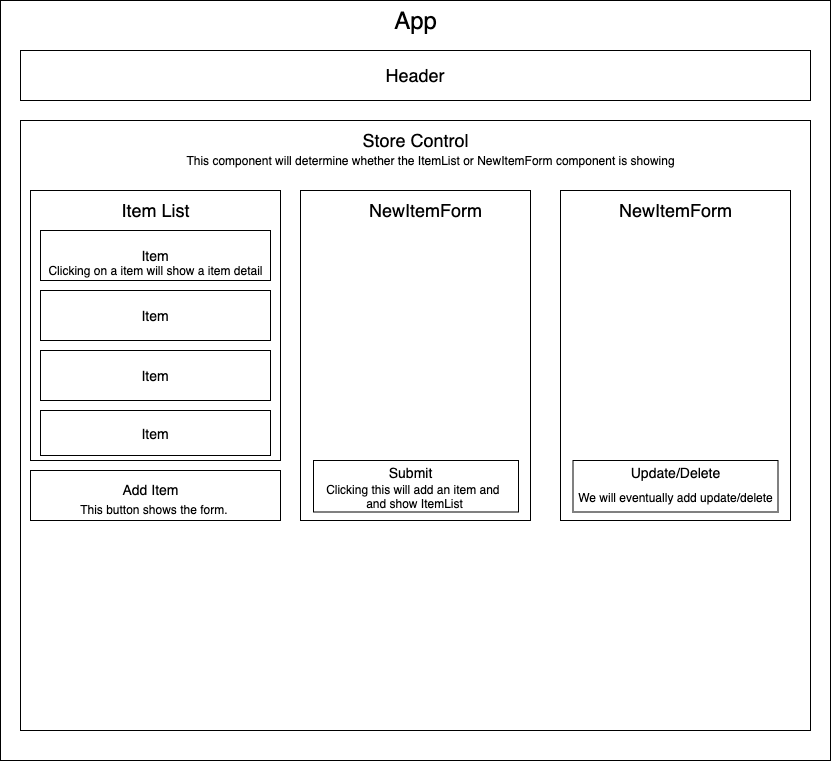 App
Header
Store Control
This component will determine whether the ItemList or NewItemForm component is showing
Item List
Item
Clicking on a item will show a item detail
Item
Item
Item
Add Item
This button shows the form.
NewItemForm
Submit
Clicking this will add an item and
and show ItemList
NewItemForm
Update/Delete
We will eventually add update/delete